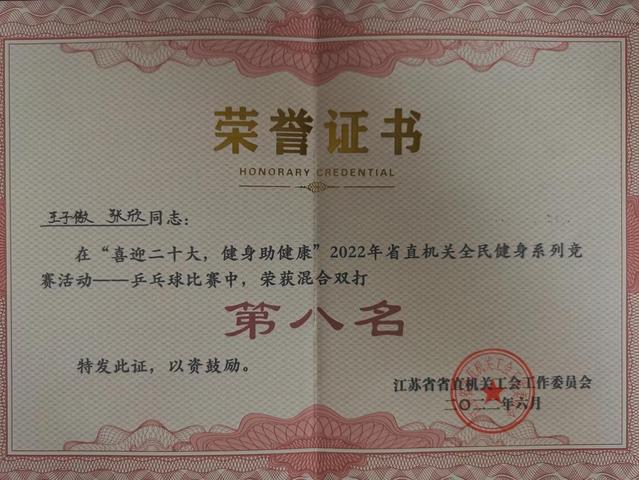 荣誉证书
HONORARY CREDENTIAL
王子傲 张欣同志：
在“喜迎二十大，健身助健康”2022年省直机关全民健身系列竞
赛活动——乒乓球比赛中，荣获混合双打
第八名
特发此证，以资鼓励。
江苏省省直机关工会工作委员会
二〇二二年六月